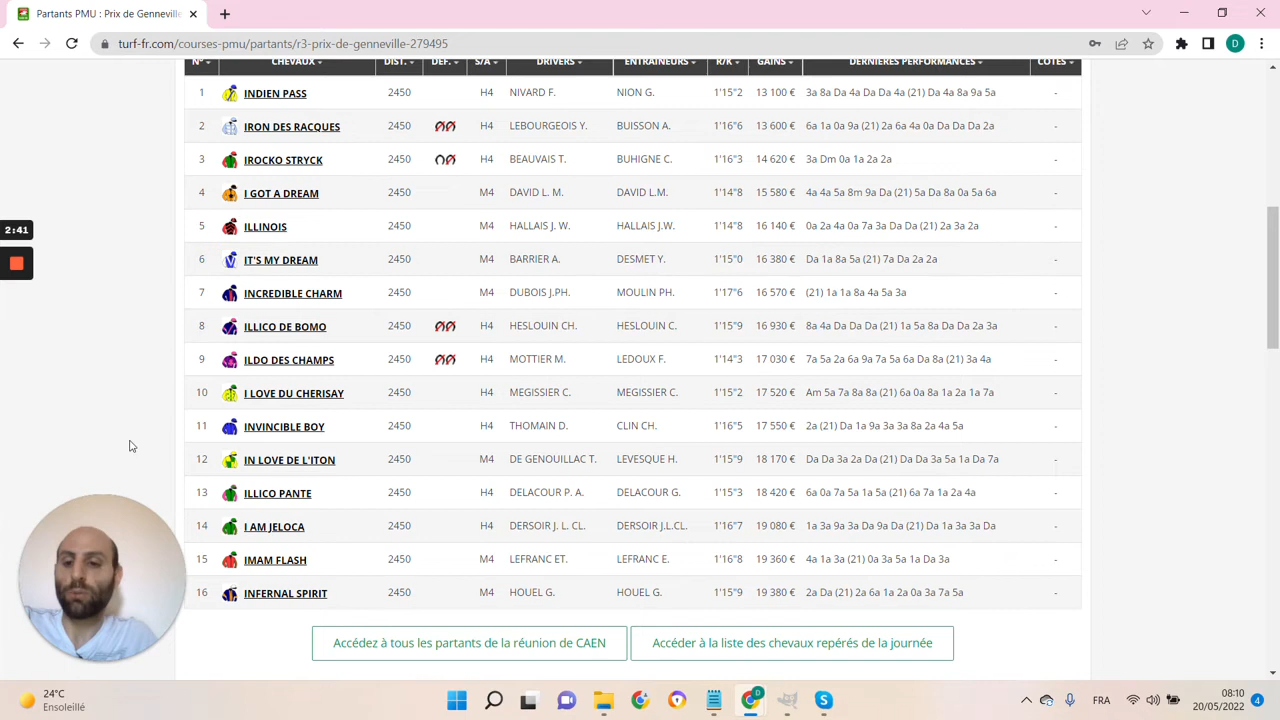 Partants PMU : Prix de Genneville
turf-fr.com/courses-pmu/partants/r3-prix-de-genneville-279495
D
N° CHEVAUX DIST. DEF. S/A DRIVERS ENTRAINEURS R/K GAINS DERNIÈRES PERFORMANCES COTES
1 INDIEN PASS 2450 H4 NIVARD F. NION G. 1'15"2 13 100 € 3a 8a Da 4a Da Da 4a (21) Da 4a 8a 9a 5a -
2 IRON DES RACQUES 2450 H4 LEBOURGEOIS Y. BUISSON A. 1'16"6 13 600 € 6a 1a 0a 9a (21) 2a 6a 4a 0a Da Da Da 2a -
3 IROCKO STRYCK 2450 H4 BEAUVAIS T. BUHIGNE C. 1'16"3 14 620 € 3a Dm 0a 1a 2a 2a -
4 I GOT A DREAM 2450 M4 DAVID L. M. DAVID L.M. 1'14"8 15 580 € 4a 4a 5a 8m 9a Da (21) 5a Da 8a 0a 5a 6a -
5 ILLINOIS 2450 M4 HALLAIS J. W. HALLAIS J.W. 1'14"8 16 140 € 0a 2a 4a 0a 7a 3a Da Da (21) 2a 3a 2a -
6 IT'S MY DREAM 2450 M4 BARRIER A. DESMET Y. 1'15"0 16 380 € Da 1a 8a 5a (21) 7a Da 2a 2a -
7 INCREDIBLE CHARM 2450 M4 DUBOIS J.PH. MOULIN PH. 1'17"6 16 570 € (21) 1a 1a 8a 4a 5a 3a -
8 ILLICO DE BOMO 2450 H4 HESLOUIN CH. HESLOUIN C. 1'15"9 16 930 € 8a 4a Da Da Da (21) 1a 5a 3a Da Da 2a 3a -
9 ILDO DES CHAMPS 2450 H4 MOTTIER M. LEDOUX F. 1'14"3 17 030 € 7a 5a 2a 6a 9a 7a 5a 6a Da 8a (21) 3a 4a -
10 I LOVE DU CHERISAY 2450 H4 MEGISSIER C. MEGISSIER C. 1'15"2 17 520 € Am 5a 7a 8a 8a (21) 6a 0a 8a 1a 2a 1a 7a -
11 INVINCIBLE BOY 2450 H4 THOMAIN D. CLIN CH. 1'16"5 17 550 € 2a (21) Da 1a 9a 3a 3a 8a 2a 4a 5a -
12 IN LOVE DE L'ITON 2450 M4 DE GENOUILLAC T. LEVESQUE H. 1'15"9 18 170 € Da Da 3a 2a Da (21) Da Da 3a 5a 1a Da 7a -
13 ILLICO PANTE 2450 H4 DELACOUR P. A. DELACOUR G. 1'15"3 18 420 € 6a 0a 7a 5a 1a 5a (21) 6a 7a 1a 2a 4a -
14 I AM JELOCA 2450 H4 DERSOIR J. L. CL. DERSOIR J.L.CL. 1'16"7 19 080 € 1a 3a 9a 3a Da 9a Da (21) Da 1a 3a 3a Da -
15 IMAM FLASH 2450 M4 LEFRANC ET. LEFRANC E. 1'16"8 19 360 € 4a 1a 3a (21) 0a 3a 5a 1a Da 3a -
16 INFERNAL SPIRIT 2450 M4 HOUEL G. HOUEL G. 1'15"9 19 380 € 2a Da (21) 2a 6a 1a 2a 0a 3a 7a 5a -
2:41
Accédez à tous les partants de la réunion de CAEN Accéder à la liste des chevaux repérés de la journée
24°C
Ensoleillé
D
FRA
08:10
20/05/2022
4